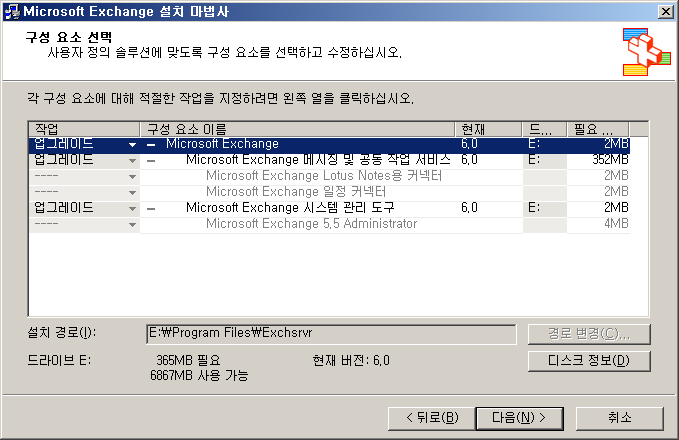 Microsoft Exchange 설치 마법사
구성 요소 선택
사용자 정의 솔루션에 맞도록 구성 요소를 선택하고 수정하십시오.
각 구성 요소에 대해 적절한 작업을 지정하려면 왼쪽 열을 클릭하십시오.
작업 구성 요소 이름 현재 드... 필요 ...
업그레이드 Microsoft Exchange 6.0 E: 2MB
업그레이드 Microsoft Exchange 메시징 및 공동 작업 서비스 6.0 E: 352MB
---- Microsoft Exchange Lotus Notes용 커넥터 2MB
---- Microsoft Exchange 일정 커넥터 2MB
업그레이드 Microsoft Exchange 시스템 관리 도구 6.0 E: 2MB
---- Microsoft Exchange 5.5 Administrator 4MB
설치 경로(I): E:₩Program Files₩Exchsrvr 경로 변경(C)...
드라이브 E: 365MB 필요 현재 버전: 6.0 디스크 정보(D)
6867MB 사용 가능
< 뒤로(B) 다음(N) > 취소